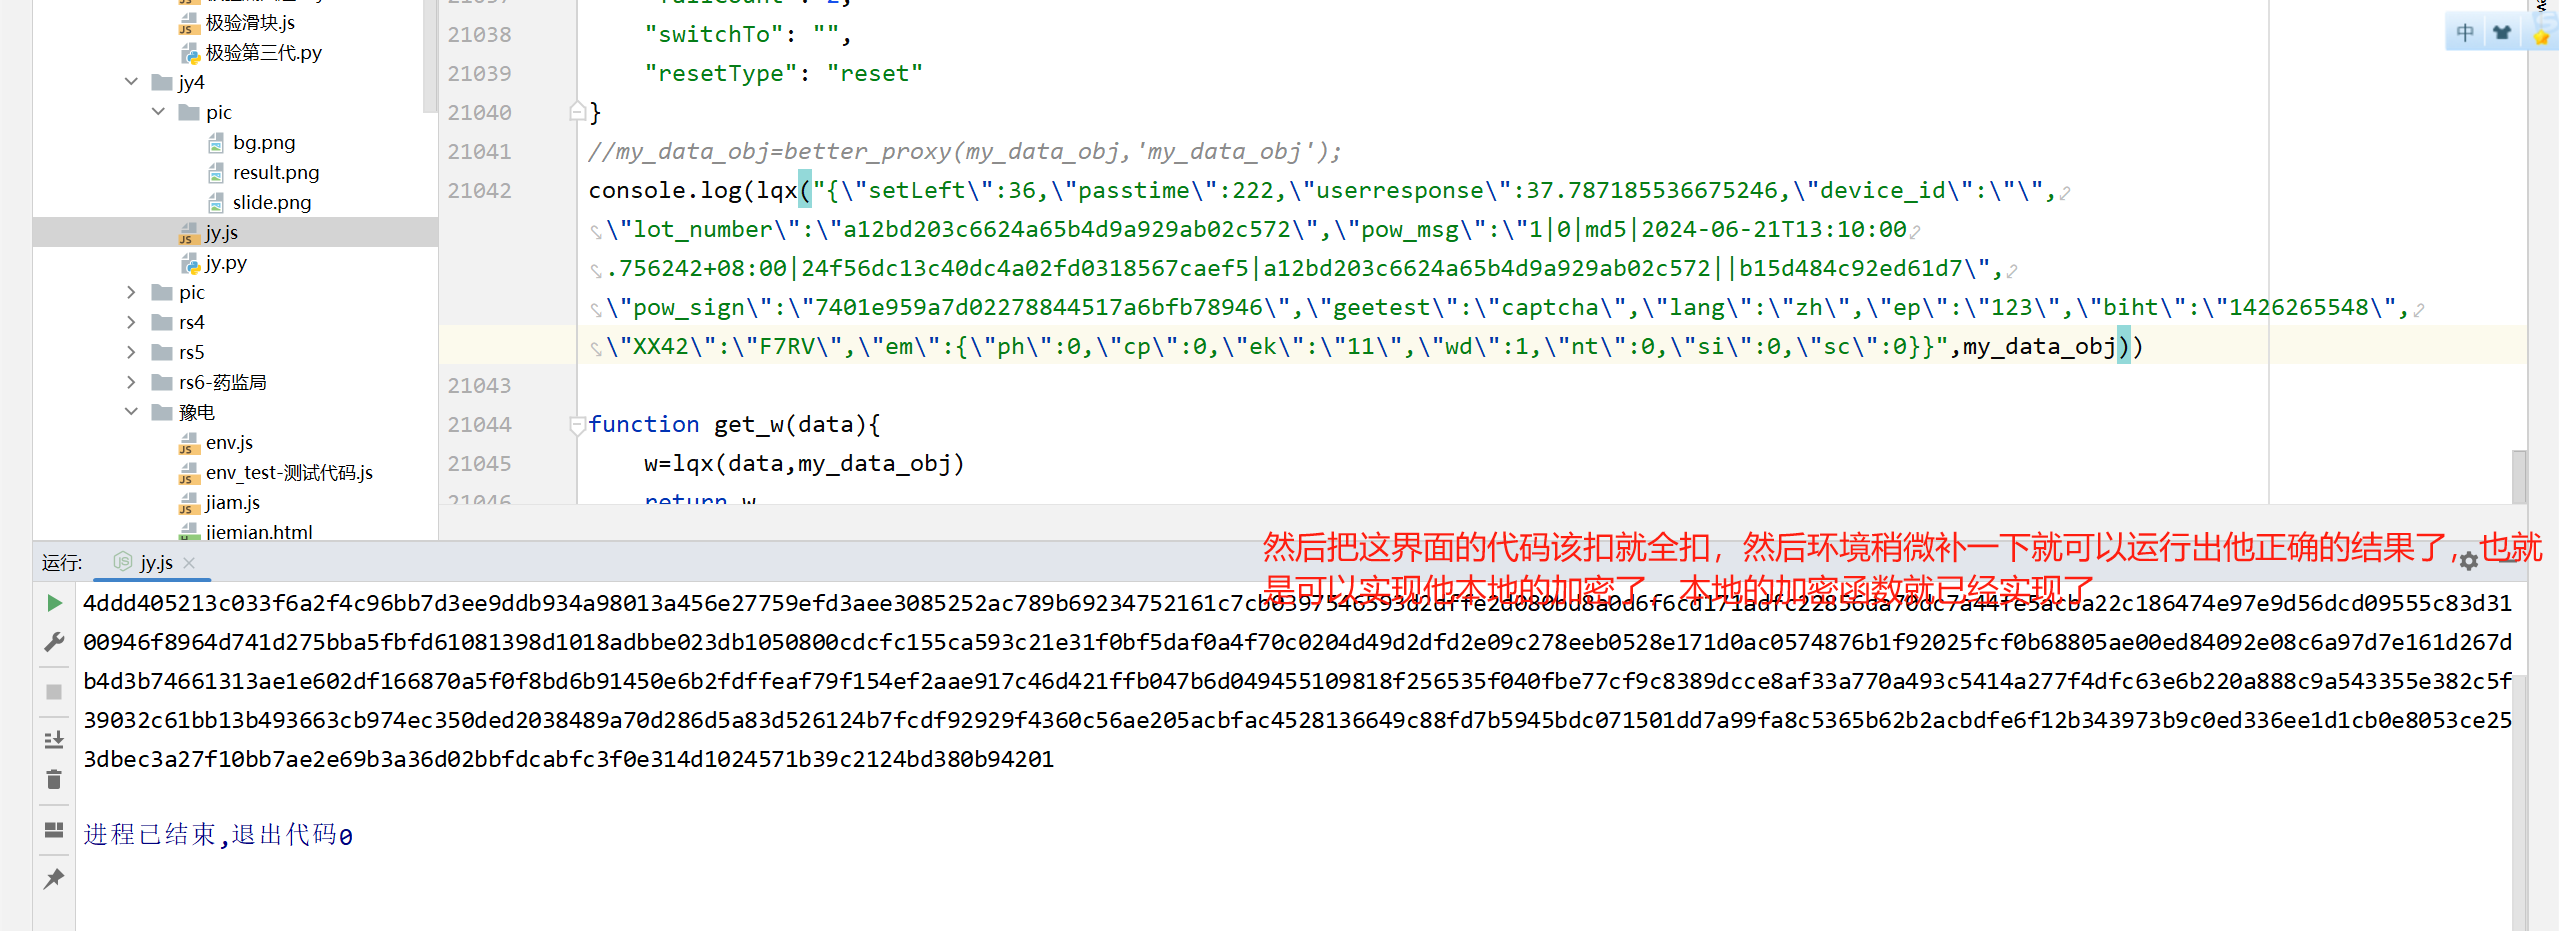 极验滑块.js
极验第三代.py
jy4
pic
bg.png
result.png
slide.png
jy.js
jy.py
pic
rs4
rs5
rs6-药监局
豫电
env.js
env_test-测试代码.js
jiam.js
jiemian.html
21038 "switchTo": "",
21039 "resetType": "reset"
21040 }
21041 //my_data_obj=better_proxy(my_data_obj,'my_data_obj');
21042 console.log(lqx("{\"setLeft\":36,\"passtime\":222,\"userresponse\":37.787185536675246,\"device_id\":\"\",
\"lot_number\":\"a12bd203c6624a65b4d9a929ab02c572\",\"pow_msg\":\"1|0|md5|2024-06-21T13:10:00
.756242+08:00|24f56dc13c40dc4a02fd0318567caef5|a12bd203c6624a65b4d9a929ab02c572||b15d484c92ed61d7\",
\"pow_sign\":\"7401e959a7d02278844517a6bfb78946\",\"geetest\":\"captcha\",\"lang\":\"zh\",\"ep\":\"123\",\"biht\":\"1426265548\",
\"XX42\":\"F7RV\",\"em\":{\"ph\":0,\"cp\":0,\"ek\":\"11\",\"wd\":1,\"nt\":0,\"si\":0,\"sc\":0}}",my_data_obj))
21043
21044 function get_w(data){
21045 w=lqx(data,my_data_obj)
21046 return w
中
然后把这界面的代码该扣就全扣，然后环境稍微补一下就可以运行出他正确的结果了，也就
是可以实现他本地的加密了，本地的加密函数就已经实现了
运行: jy.js
4ddd405213c033f6a2f4c96bb7d3ee9ddb934a98013a456e27759efd3aee3085252ac789b69234752161c7cb
00946f8964d741d275bba5fbfd61081398d1018adbbe023db1050800cdcfc155ca593c21e31f0bf5daf0a4f70c0204d49d2dfd2e09c278eeb0528e171d0ac0574876b1f92025fcf0b68805ae00ed84092e08c6a97d7e161d267d
b4d3b74661313ae1e602df166870a5f0f8bd6b91450e6b2fdffeaf79f154ef2aae917c46d421ffb047b6d049455109818f256535f040fbe77cf9c8389dcce8af33a770a493c5414a277f4dfc63e6b220a888c9a543355e382c5f
39032c61bb13b493663cb974ec350ded2038489a70d286d5a83d526124b7fcdf92929f4360c56ae205acbfac4528136649c88fd7b5945bdc071501dd7a99fa8c5365b62b2acbdfe6f12b343973b9c0ed336ee1d1cb0e8053ce25
3dbec3a27f10bb7ae2e69b3a36d02bbfdcabfc3f0e314d1024571b39c2124bd380b94201
进程已结束,退出代码0